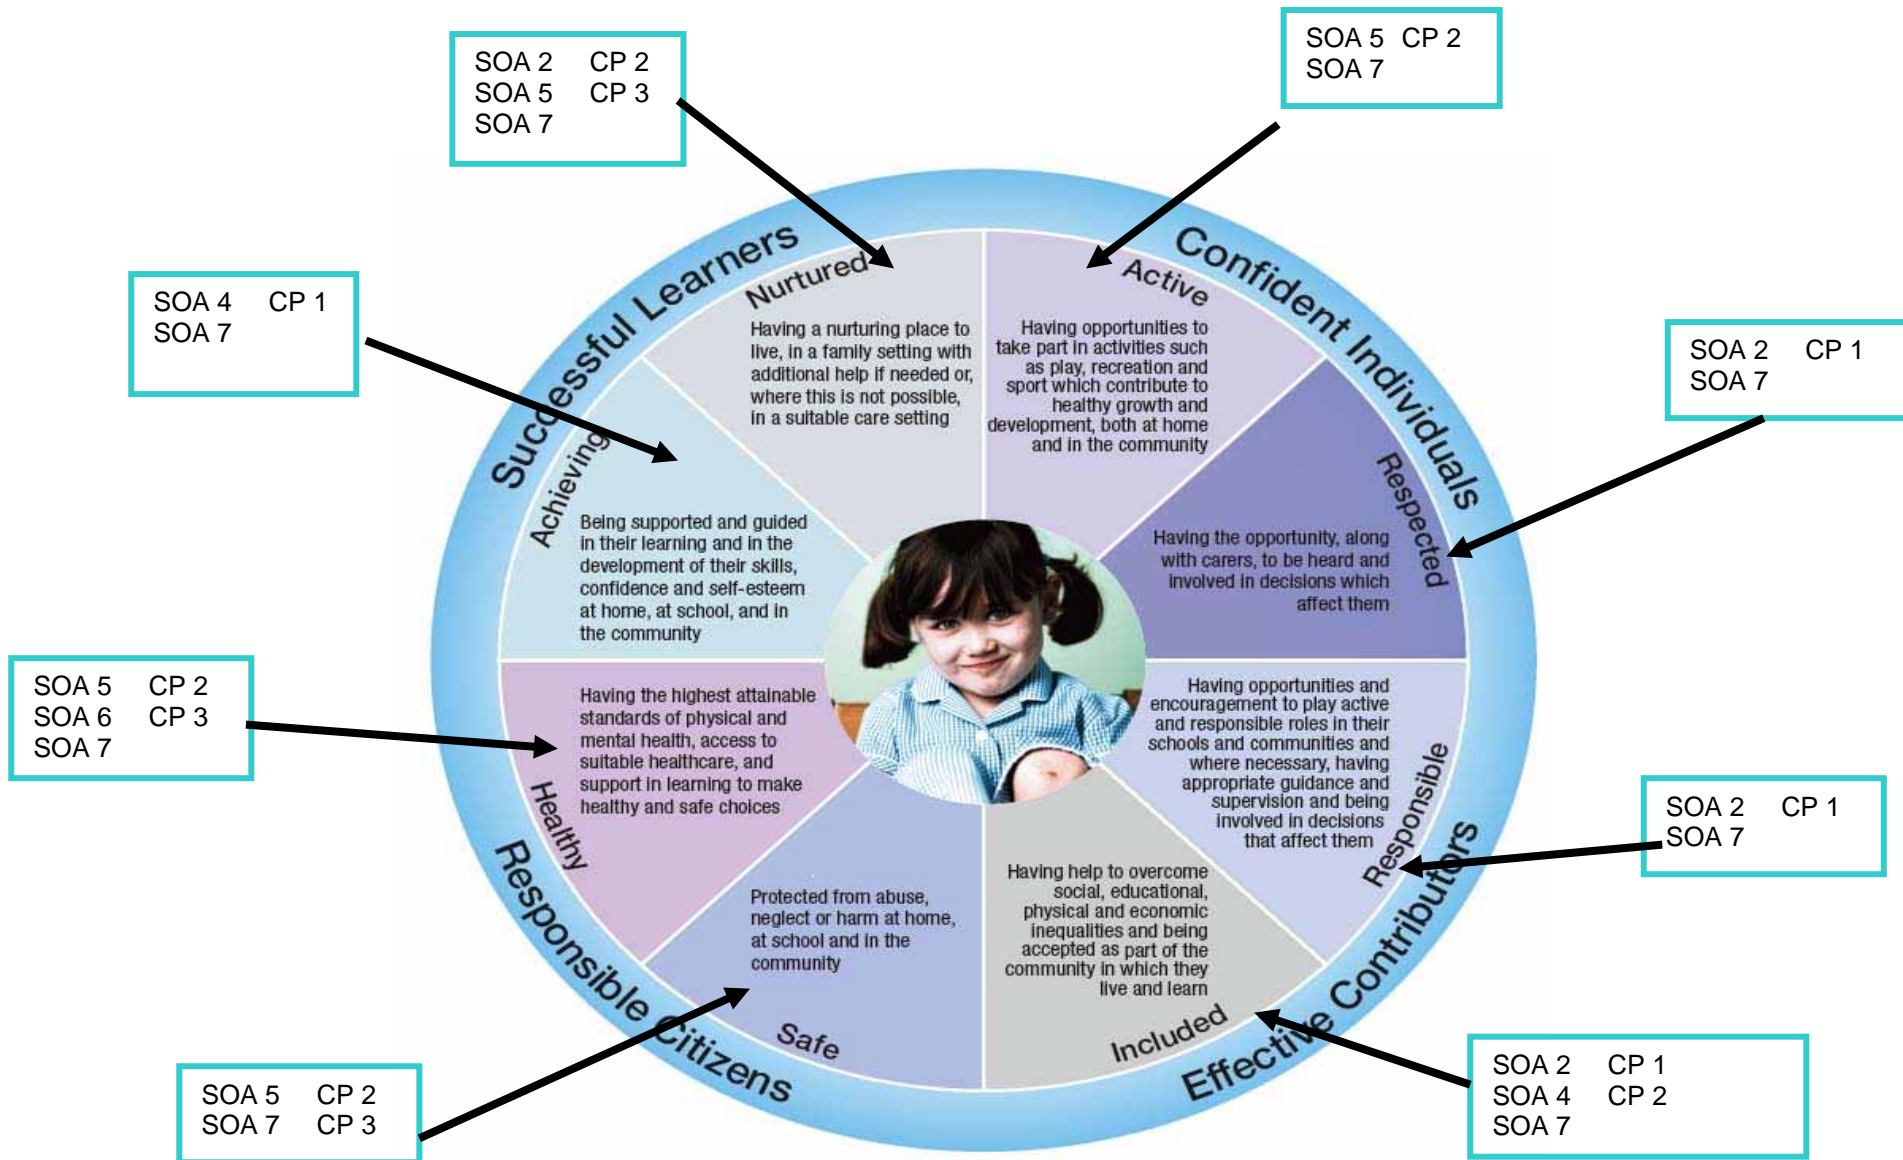 SOA 2 CP 2
SOA 5 CP 3
SOA 7
SOA 5 CP 2
SOA 7
SOA 4 CP 1
SOA 7
SOA 2 CP 1
SOA 7
SOA 5 CP 2
SOA 6 CP 3
SOA 7
SOA 2 CP 1
SOA 7
SOA 5 CP 2
SOA 7 CP 3
SOA 2 CP 1
SOA 4 CP 2
SOA 7
Successful Learners
Confident Individuals
Responsible Citizens
Effective Contributors
Nurtured
Having a nurturing place to
live, in a family setting with
additional help if needed or,
where this is not possible,
in a suitable care setting
Active
Having opportunities to
take part in activities such
as play, recreation and
sport which contribute to
healthy growth and
development, both at home
and in the community
Achieving
Being supported and guided
in their learning and in the
development of their skills,
confidence and self-esteem
at home, at school, and in
the community
Respected
Having the opportunity, along
with carers, to be heard and
involved in decisions which
affect them
Healthy
Having the highest attainable
standards of physical and
mental health, access to
suitable healthcare, and
support in learning to make
healthy and safe choices
Responsible
Having opportunities and
encouragement to play active
and responsible roles in their
schools and communities and
where necessary, having
appropriate guidance and
supervision and being
involved in decisions
that affect them
Safe
Protected from abuse,
neglect or harm at home,
at school and in the
community
Included
Having help to overcome
social, educational,
physical and economic
inequalities and being
accepted as part of the
community in which they
live and learn